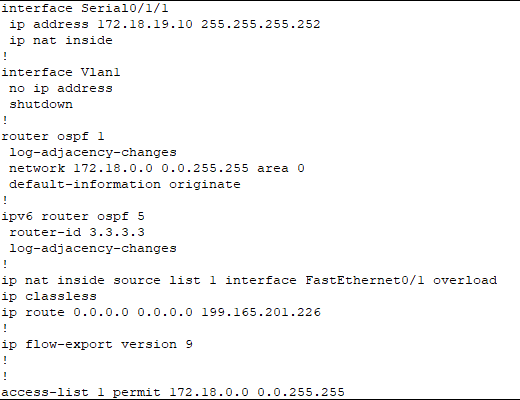 interface Serial0/1/1
 ip address 172.18.19.10 255.255.255.252
 ip nat inside
!
interface Vlan1
 no ip address
 shutdown
!
router ospf 1
 log-adjacency-changes
 network 172.18.0.0 0.0.255.255 area 0
 default-information originate
!
ipv6 router ospf 5
 router-id 3.3.3.3
 log-adjacency-changes
!
ip nat inside source list 1 interface FastEthernet0/1 overload
ip classless
ip route 0.0.0.0 0.0.0.0 199.165.201.226
!
ip flow-export version 9
!
!
access-list 1 permit 172.18.0.0 0.0.255.255